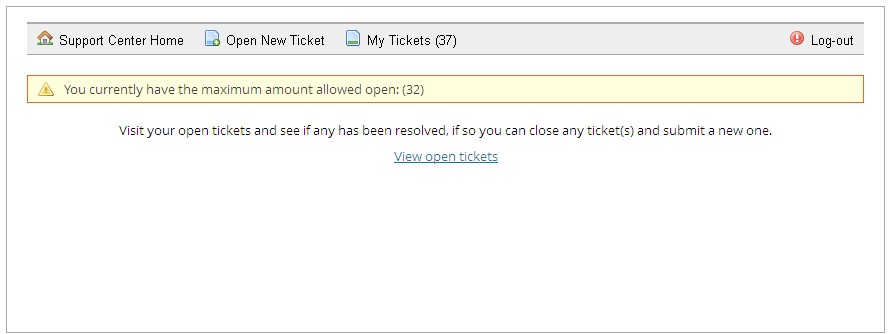 Support Center Home Open New Ticket My Tickets (37) Log-out
You currently have the maximum amount allowed open: (32)
Visit your open tickets and see if any has been resolved, if so you can close any ticket(s) and submit a new one.
View open tickets